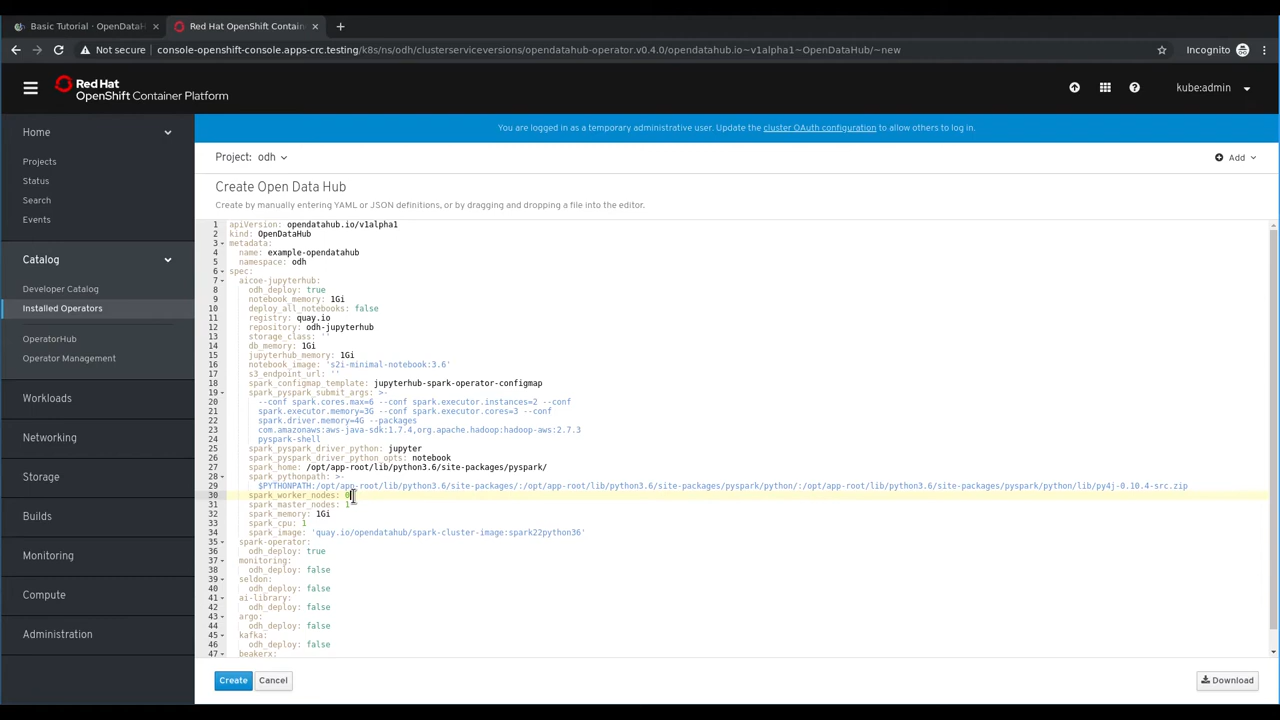 Basic Tutorial - OpenDataH
Red Hat OpenShift Contain
Not secure
console-openshift-console.apps-crc.testing/k8s/ns/odh/clusterserviceversions/opendatahub-operator.v0.4.0/opendatahub.io~v1alpha1~OpenDataHub/~new
Incognito
Red Hat
OpenShift Container Platform
kube:admin
You are logged in as a temporary administrative user. Update the cluster OAuth configuration to allow others to log in.
Home
Projects
Status
Search
Events
Catalog
Developer Catalog
Installed Operators
OperatorHub
Operator Management
Workloads
Networking
Storage
Builds
Monitoring
Compute
Administration
Project: odh
Add
Create Open Data Hub
Create by manually entering YAML or JSON definitions, or by dragging and dropping a file into the editor.
1 apiVersion: opendatahub.io/v1alpha1
2 kind: OpenDataHub
3 metadata:
4 name: example-opendatahub
5 namespace: odh
6 spec:
7 aicoe-jupyterhub:
8 odh_deploy: true
9 notebook_memory: 1Gi
10 deploy_all_notebooks: false
11 registry: quay.io
12 repository: odh-jupyterhub
13 storage_class: ''
14 db_memory: 1Gi
15 jupyterhub_memory: 1Gi
16 notebook_image: 's2i-minimal-notebook:3.6'
17 s3_endpoint_url: ''
18 spark_configmap_template: jupyterhub-spark-operator-configmap
19 spark_pyspark_submit_args: >-
20 --conf spark.cores.max=6 --conf spark.executor.instances=2 --conf
21 spark.executor.memory=3G --conf spark.executor.cores=3 --conf
22 spark.driver.memory=4G --packages
23 com.amazonaws:aws-java-sdk:1.7.4,org.apache.hadoop:hadoop-aws:2.7.3
24 pyspark-shell
25 spark_pyspark_driver_python: jupyter
26 spark_pyspark_driver_python_opts: notebook
27 spark_home: /opt/app-root/lib/python3.6/site-packages/pyspark/
28 spark_pythonpath: >-
29 $PYTHONPATH:/opt/app-root/lib/python3.6/site-packages/:/opt/app-root/lib/python3.6/site-packages/pyspark/python/:/opt/app-root/lib/python3.6/site-packages/pyspark/python/lib/py4j-0.10.4-src.zip
30 spark_worker_nodes: 0
31 spark_master_nodes: 1
32 spark_memory: 1Gi
33 spark_cpu: 1
34 spark_image: 'quay.io/opendatahub/spark-cluster-image:spark22python36'
35 spark-operator:
36 odh_deploy: true
37 monitoring:
38 odh_deploy: false
39 seldon:
40 odh_deploy: false
41 ai-library:
42 odh_deploy: false
43 argo:
44 odh_deploy: false
45 kafka:
46 odh_deploy: false
47 beakerx:
Create
Cancel
Download